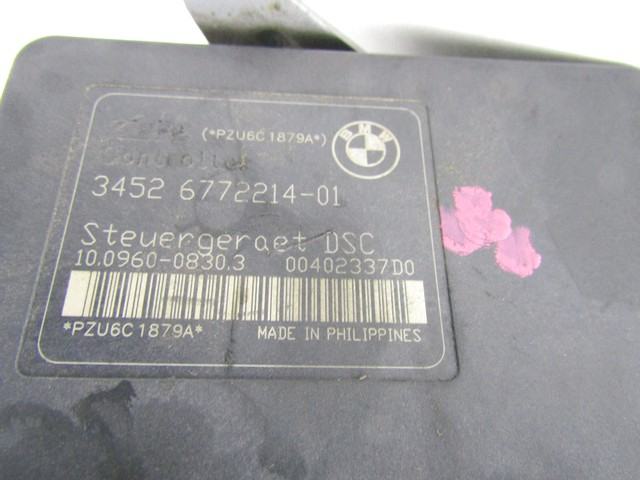 (*PZU6C1879A*)
BMW
Controller
3452 6772214-01
Steuergeraet DSC
10.0960-0830.3 00402337D0
*PZU6C1879A* MADE IN PHILIPPINES